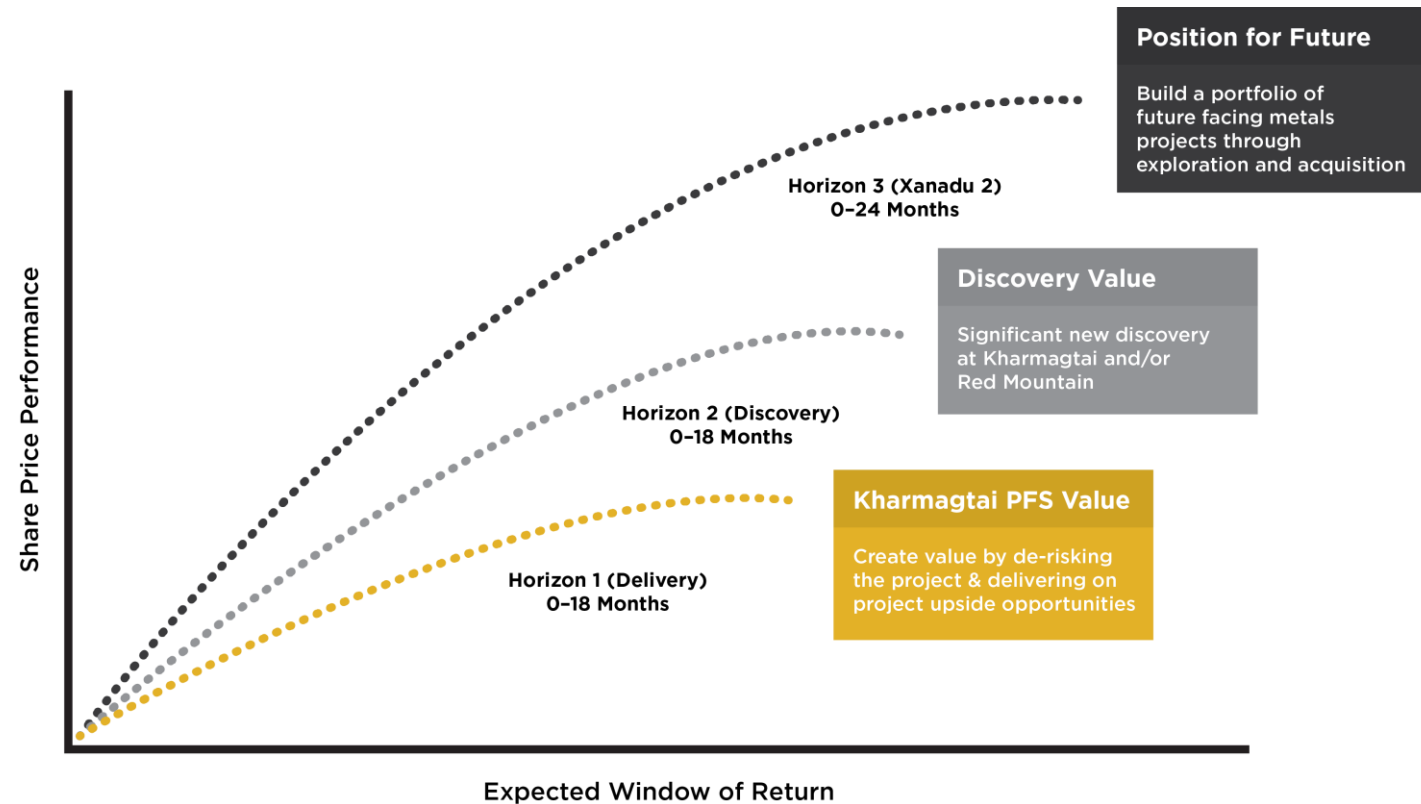 Position for Future
Build a portfolio of
future facing metals
projects through
exploration and acquisition
Horizon 3 (Xanadu 2)
0–24 Months
Discovery Value
Significant new discovery
at Kharmagtai and/or
Red Mountain
Horizon 2 (Discovery)
0–18 Months
Kharmagtai PFS Value
Create value by de-risking
the project & delivering on
project upside opportunities
Horizon 1 (Delivery)
0–18 Months
Share Price Performance
Expected Window of Return